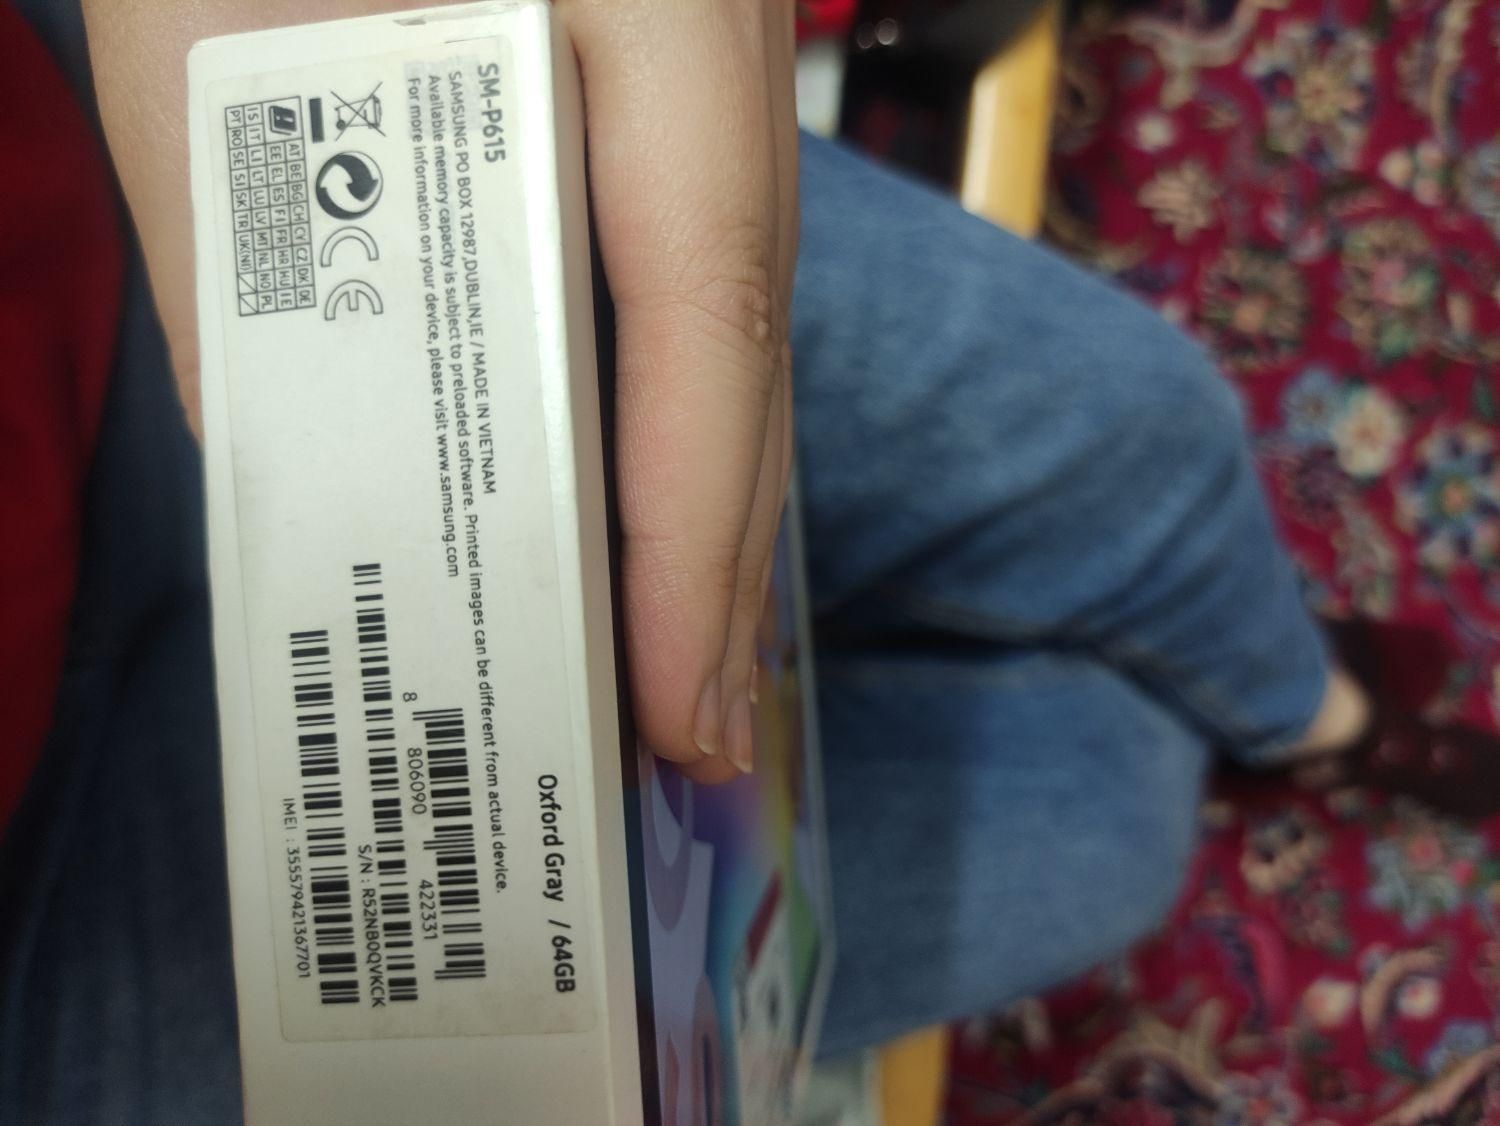 SM-P615
SAMSUNG PO BOX 12987,DUBLIN,IE / MADE IN VIETNAM
Available memory capacity is subject to preloaded software. Printed images can be different from actual device.
For more information on your device, please visit www.samsung.com
CE
AT BE BG CH CY CZ DK DE
EE EL ES FI FR HR HU IE
IS IT LI LT LU LV MT NL NO PL
PT RO SE SI SK TR UK(NI)
Oxford Gray / 64GB
8 806090 422331
S/N : R52NB0QVKCK
IMEI : 355579421367701